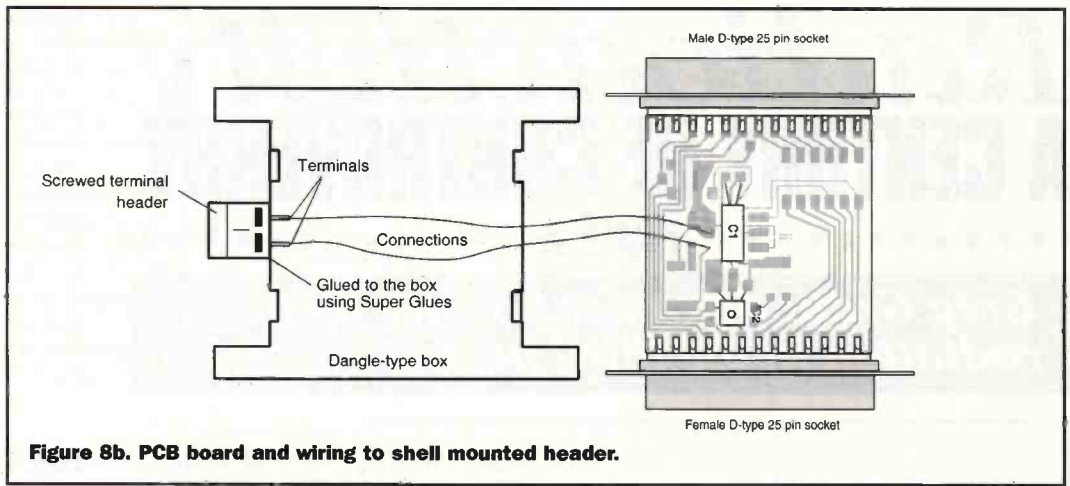 Male D-type 25 pin socket
Screwed terminal
header
Terminals
Connections
Glued to the box
using Super Glues
Dangle-type box
C1
C2
O
Female D-type 25 pin socket
Figure 8b. PCB board and wiring to shell mounted header.